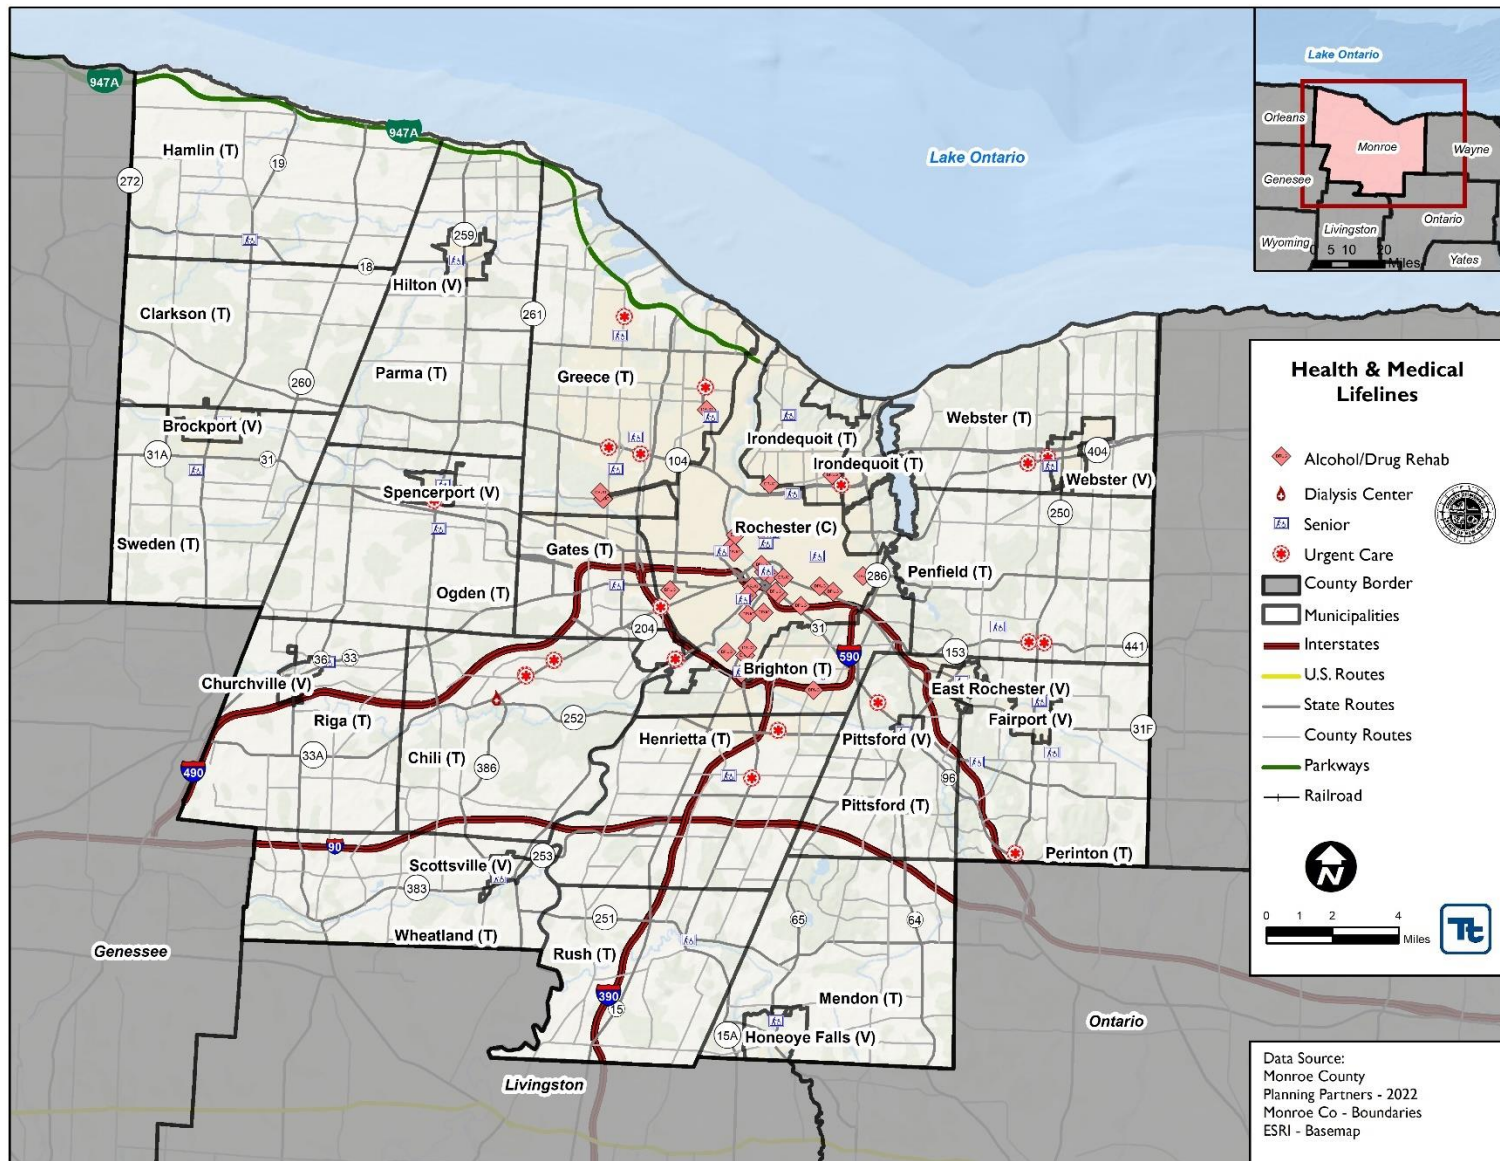 947A
947A
Hamlin (T)
19
272
Lake Ontario
259
18
Hilton (V)
Clarkson (T)
261
260
Parma (T)
Greece (T)
Brockport (V)
31A
31
Irondequoit (T)
Irondequoit (T)
104
Webster (T)
404
Webster (V)
250
Spencerport (V)
Rochester (C)
Sweden (T)
Gates (T)
Ogden (T)
286
Penfield (T)
204
31
590
Brighton (T)
153
441
36
33
Churchville (V)
East Rochester (V)
Riga (T)
252
Fairport (V)
31F
33A
Chili (T)
386
Henrietta (T)
Pittsford (V)
490
96
Pittsford (T)
90
Scottsville (V)
253
Perinton (T)
383
251
65
64
Wheatland (T)
Genessee
Rush (T)
390
15
Mendon (T)
15A
Honeoye Falls (V)
Ontario
Livingston
Lake Ontario
Orleans
Monroe
Wayne
Genesee
Ontario
Livingston
Wyoming
Yates
0 5 10 20
Miles
Health & Medical
Lifelines
Alcohol/Drug Rehab
Dialysis Center
Senior
Urgent Care
County Border
Municipalities
Interstates
U.S. Routes
State Routes
County Routes
Parkways
Railroad
N
0 1 2 4
Miles
Tt
Data Source:
Monroe County
Planning Partners - 2022
Monroe Co - Boundaries
ESRI - Basemap